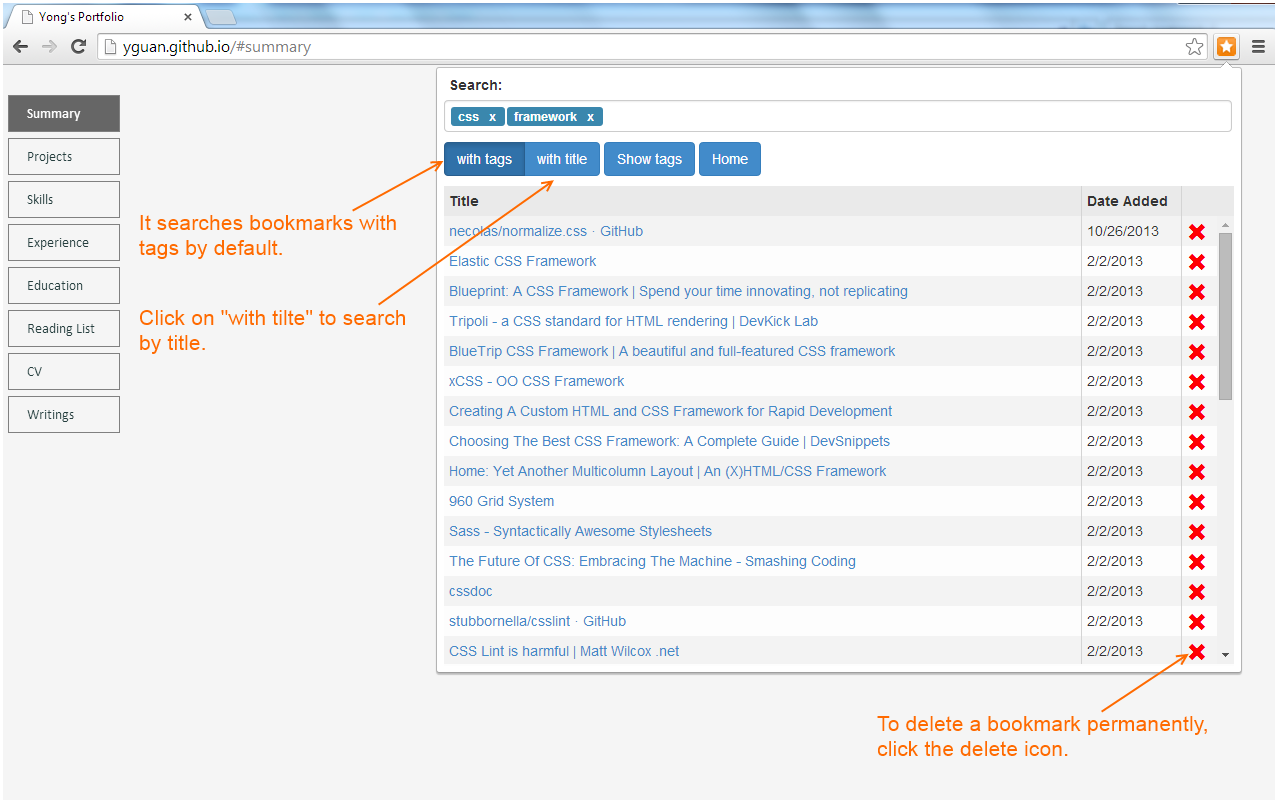 Yong's Portfolio
yguan.github.io/#summary
Summary
Projects
Skills
Experience
Education
Reading List
CV
Writings
It searches bookmarks with
tags by default.
Click on "with tilte" to search
by title.
Search:
css x framework x
with tags with title Show tags Home
Title Date Added
necolas/normalize.css · GitHub 10/26/2013
Elastic CSS Framework 2/2/2013
Blueprint: A CSS Framework | Spend your time innovating, not replicating 2/2/2013
Tripoli - a CSS standard for HTML rendering | DevKick Lab 2/2/2013
BlueTrip CSS Framework | A beautiful and full-featured CSS framework 2/2/2013
xCSS - OO CSS Framework 2/2/2013
Creating A Custom HTML and CSS Framework for Rapid Development 2/2/2013
Choosing The Best CSS Framework: A Complete Guide | DevSnippets 2/2/2013
Home: Yet Another Multicolumn Layout | An (X)HTML/CSS Framework 2/2/2013
960 Grid System 2/2/2013
Sass - Syntactically Awesome Stylesheets 2/2/2013
The Future Of CSS: Embracing The Machine - Smashing Coding 2/2/2013
cssdoc 2/2/2013
stubbornella/csslint · GitHub 2/2/2013
CSS Lint is harmful | Matt Wilcox .net 2/2/2013
To delete a bookmark permanently,
click the delete icon.